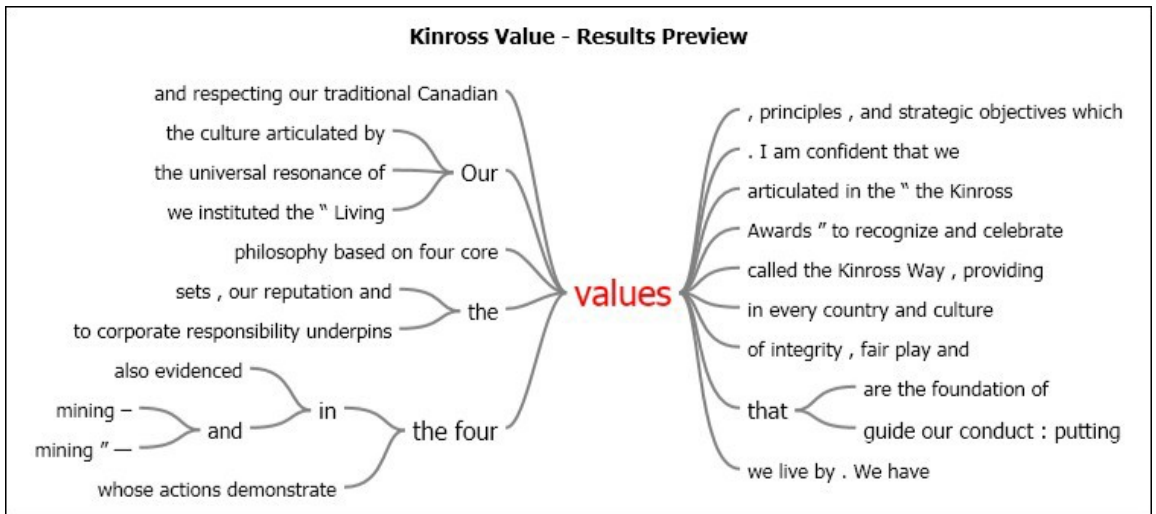 Kinross Value - Results Preview
and respecting our traditional Canadian
the culture articulated by
the universal resonance of
we instituted the “ Living
Our
philosophy based on four core
sets , our reputation and
to corporate responsibility underpins
the
also evidenced
mining –
mining ” —
and
in
whose actions demonstrate
the four
values
, principles , and strategic objectives which
. I am confident that we
articulated in the “ the Kinross
Awards ” to recognize and celebrate
called the Kinross Way , providing
in every country and culture
of integrity , fair play and
that
are the foundation of
guide our conduct : putting
we live by . We have